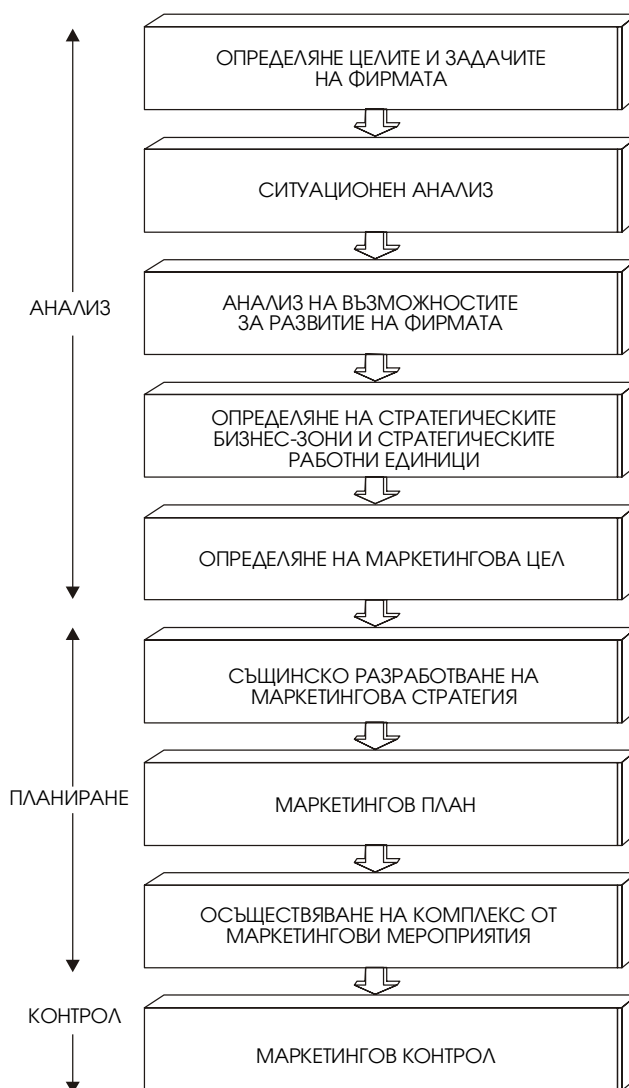 ОПРЕДЕЛЯНЕ ЦЕЛИТЕ И ЗАДАЧИТЕ
НА ФИРМАТА
СИТУАЦИОНЕН АНАЛИЗ
АНАЛИЗ
АНАЛИЗ НА ВЪЗМОЖНОСТИТЕ
ЗА РАЗВИТИЕ НА ФИРМАТА
ОПРЕДЕЛЯНЕ НА СТРАТЕГИЧЕСКИТЕ
БИЗНЕС-ЗОНИ И СТРАТЕГИЧЕСКИТЕ
РАБОТНИ ЕДИНИЦИ
ОПРЕДЕЛЯНЕ НА МАРКЕТИНГОВА ЦЕЛ
СЪЩИНСКО РАЗРАБОТВАНЕ НА
МАРКЕТИНГОВА СТРАТЕГИЯ
ПЛАНИРАНЕ
МАРКЕТИНГОВ ПЛАН
ОСЪЩЕСТВЯВАНЕ НА КОМПЛЕКС ОТ
МАРКЕТИНГОВИ МЕРОПРИЯТИЯ
КОНТРОЛ
МАРКЕТИНГОВ КОНТРОЛ